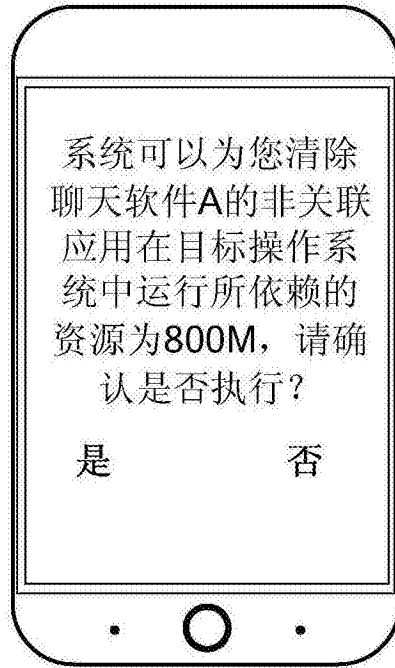 系统可以为您清除
聊天软件A的非关联
应用在目标操作系
统中运行所依赖的
资源为800M，请确
认是否执行？
是 否